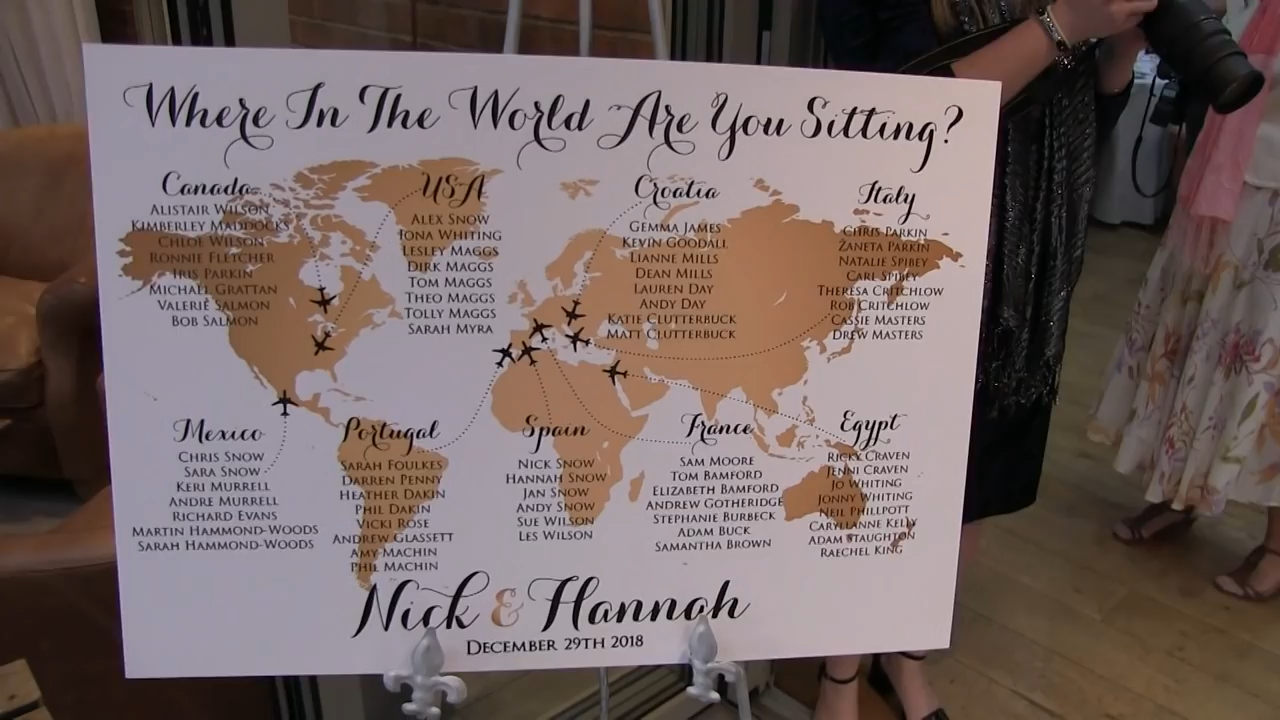 Where In The World Are You Sitting?
Canada
ALISTAIR WILSON
KIMBERLEY MADDOCKS
CHLOE WILSON
RONNIE FLETCHER
IRIS PARKIN
MICHAEL GRATTAN
VALERIE SALMON
BOB SALMON
USA
ALEX SNOW
IONA WHITING
LESLEY MAGGS
DIRK MAGGS
TOM MAGGS
THEO MAGGS
TOLLY MAGGS
SARAH MYRA
Croatia
GEMMA JAMES
KEVIN GOODALL
LIANNE MILLS
DEAN MILLS
LAUREN DAY
ANDY DAY
KATIE CLUTTERBUCK
MATT CLUTTERBUCK
Italy
CHRIS PARKIN
ŽANETA PARKIN
NATALIE SPIBEY
CARL SPIBEY
THERESA CRITCHLOW
ROB CRITCHLOW
CASSIE MASTERS
DREW MASTERS
Mexico
CHRIS SNOW
SARA SNOW
KERI MURRELL
ANDRE MURRELL
RICHARD EVANS
MARTIN HAMMOND-WOODS
SARAH HAMMOND-WOODS
Portugal
SARAH FOULKES
DARREN PENNY
HEATHER DAKIN
PHIL DAKIN
VICKI ROSE
ANDREW GLASSETT
AMY MACHIN
PHIL MACHIN
Spain
NICK SNOW
HANNAH SNOW
JAN SNOW
ANDY SNOW
SUE WILSON
LES WILSON
France
SAM MOORE
TOM BAMFORD
ELIZABETH BAMFORD
ANDREW GOTHERIDGE
STEPHANIE BURBECK
ADAM BUCK
SAMANTHA BROWN
Egypt
RICKY CRAVEN
JENNI CRAVEN
JO WHITING
JONNY WHITING
NEIL PHILLPOTT
CARYLLANNE KELLY
ADAM STAUGHTON
RAECHEL KING
Nick & Hannah
DECEMBER 29TH 2018